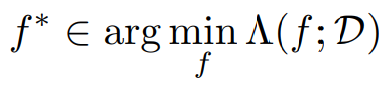 f* ∈ arg min_f Λ(f; 𝒟)